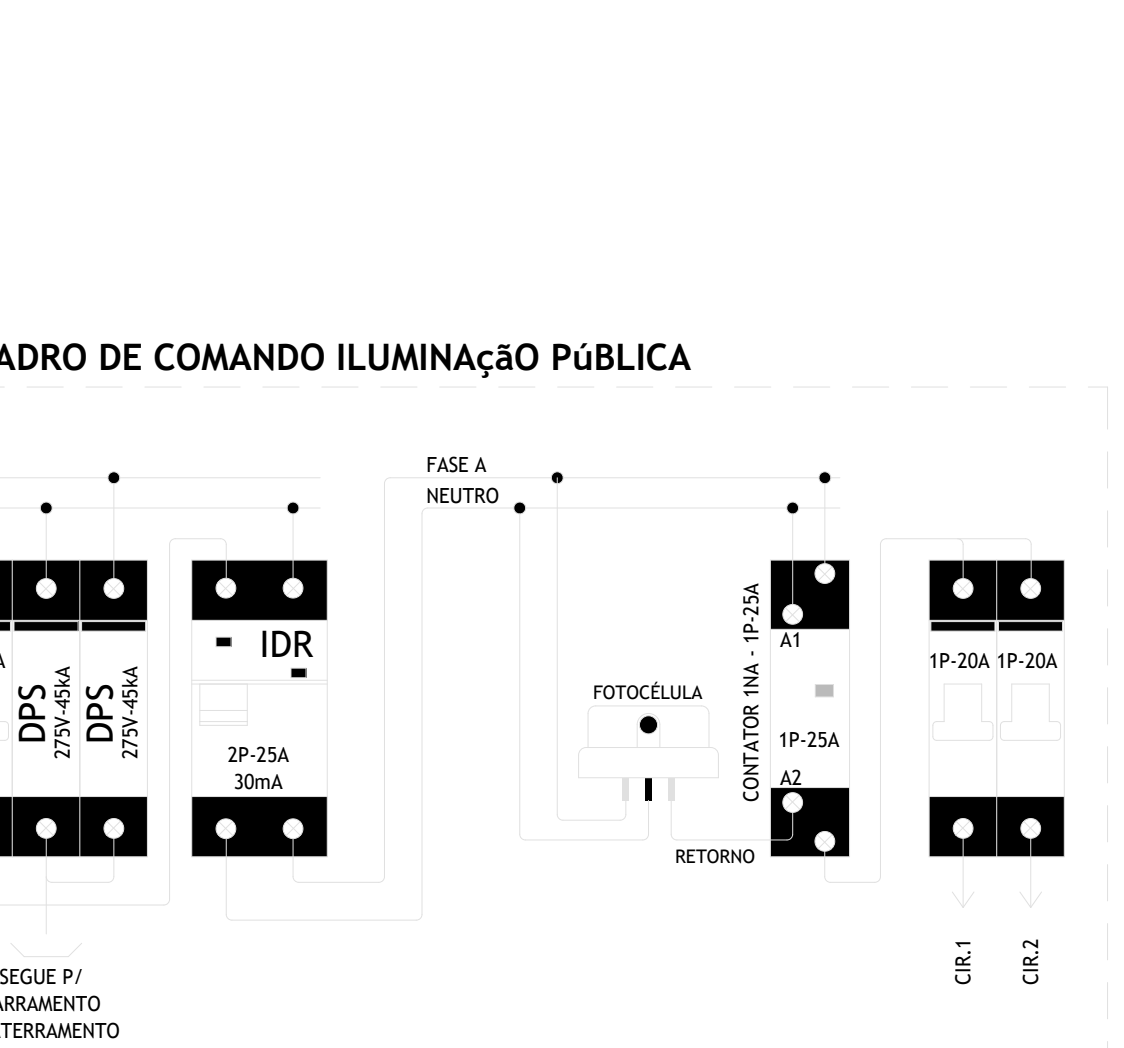 ADRO DE COMANDO ILUMINAçãO PúBLICA
FASE A
NEUTRO
A
DPS
275V-45kA
DPS
275V-45kA
IDR
2P-25A
30mA
FOTOCÉLULA
RETORNO
CONTATOR 1NA - 1P-25A
A1
1P-25A
A2
1P-20A
1P-20A
CIR.1
CIR.2
SEGUE P/
ARRAMENTO
TERRAMENTO